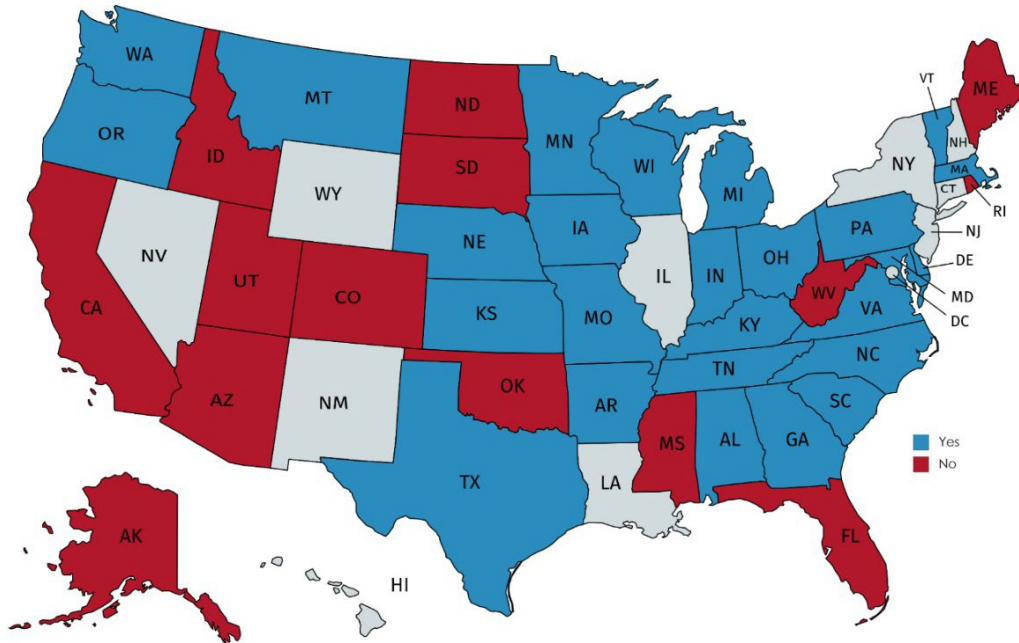 WA
MT
ND
MN
VT
ME
OR
ID
SD
WI
MI
NY
NH
MA
CT
RI
WY
NE
IA
PA
NJ
NV
UT
CO
IL
IN
OH
DE
MD
DC
CA
KS
MO
WV
VA
KY
NC
AZ
NM
OK
AR
TN
SC
TX
MS
AL
GA
LA
Yes
No
FL
AK
HI